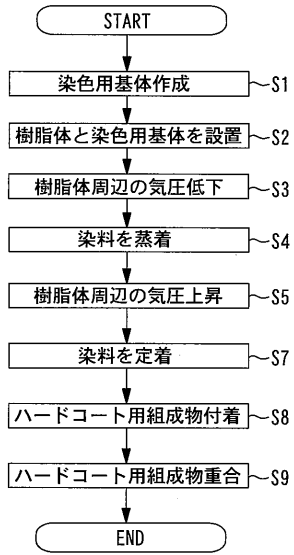 START
染色用基体作成 S1
樹脂体と染色用基体を設置 S2
樹脂体周辺の気圧低下 S3
染料を蒸着 S4
樹脂体周辺の気圧上昇 S5
染料を定着 S7
ハードコート用組成物付着 S8
ハードコート用組成物重合 S9
END